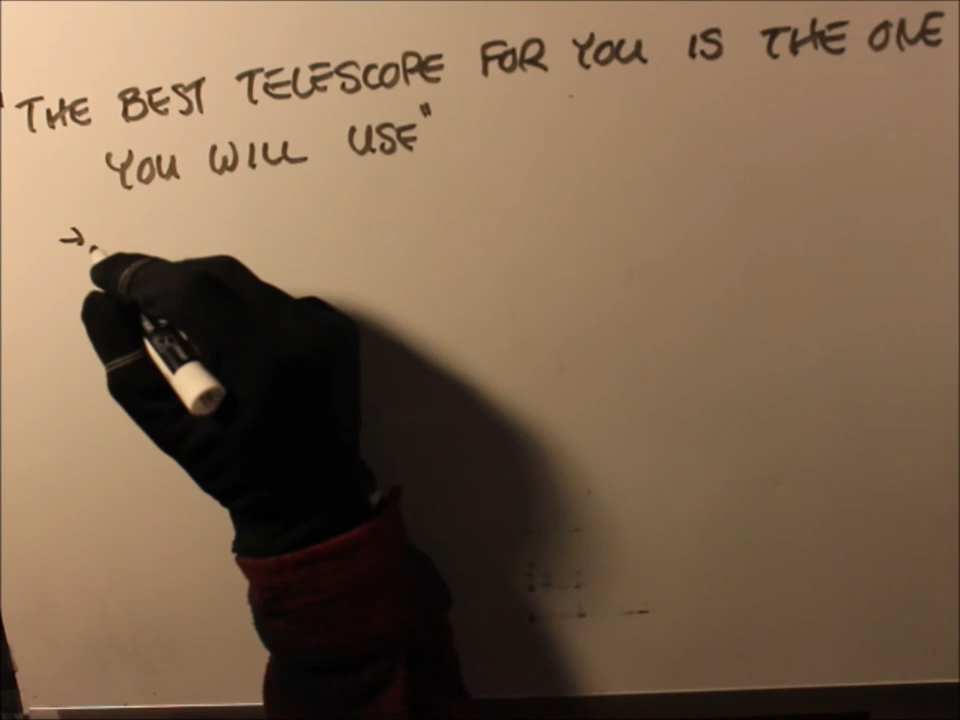 "THE BEST TELESCOPE FOR YOU IS THE ONE
YOU WILL USE"
→